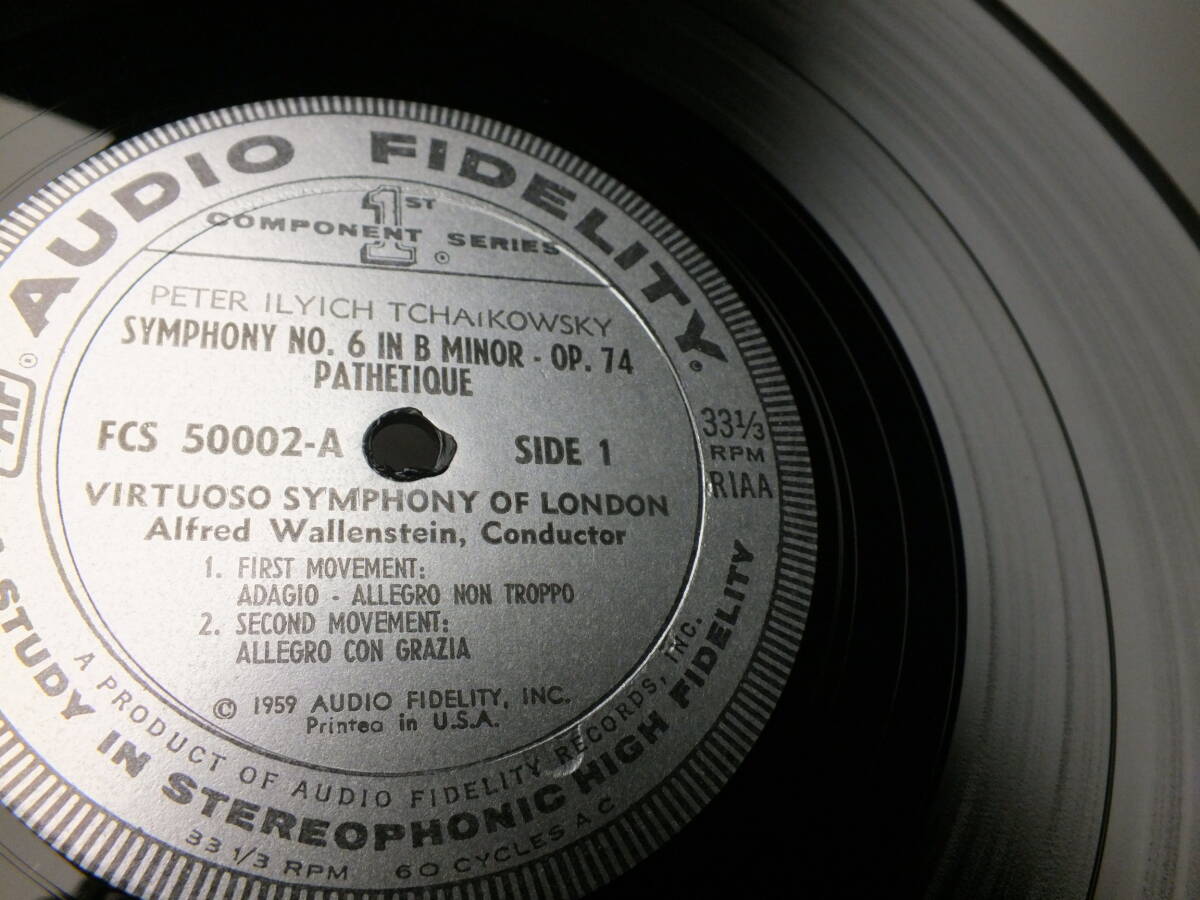 AUDIO FIDELITY®
1ST
COMPONENT SERIES ®
PETER ILYICH TCHAiKOWSKY
SYMPHONY NO. 6 IN B MINOR - OP. 74
PATHETIQUE
AF ®
FCS 50002-A
SIDE 1
33⅓
RPM
RIAA
VIRTUOSO SYMPHONY OF LONDON
Alfred Wallenstein, Conductor
1. FIRST MOVEMENT:
ADAGIO - ALLEGRO NON TROPPO
2. SECOND MOVEMENT:
ALLEGRO CON GRAZIA
© 1959 AUDIO FIDELITY, INC.
Printed in U.S.A.
A PRODUCT OF AUDIO FIDELITY RECORDS, INC.
STUDY IN STEREOPHONIC HIGH FIDELITY
33 1/3 RPM 60 CYCLES A C